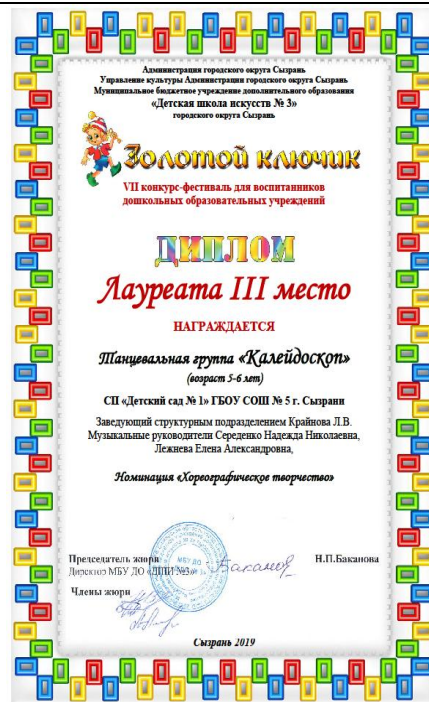 Администрация городского округа Сызрань
Управление культуры Администрации городского округа Сызрань
Муниципальное бюджетное учреждение дополнительного образования
«Детская школа искусств № 3»
городского округа Сызрань
Золотой ключик
VII конкурс-фестиваль для воспитанников
дошкольных образовательных учреждений
ДИПЛОМ
Лауреата III место
НАГРАЖДАЕТСЯ
Танцевальная группа «Калейдоскоп»
(возраст 5-6 лет)
СП «Детский сад № 1» ГБОУ СОШ № 5 г. Сызрани
Заведующий структурным подразделением Крайнова Л.В.
Музыкальные руководители Середенко Надежда Николаевна,
Лежнева Елена Александровна,
Номинация «Хореографическое творчество»
Председатель жюри
Директор МБУ ДО «ДШИ №3»
Баканов
Н.П.Баканова
Члены жюри
МБУ ДО
Сызрань 2019